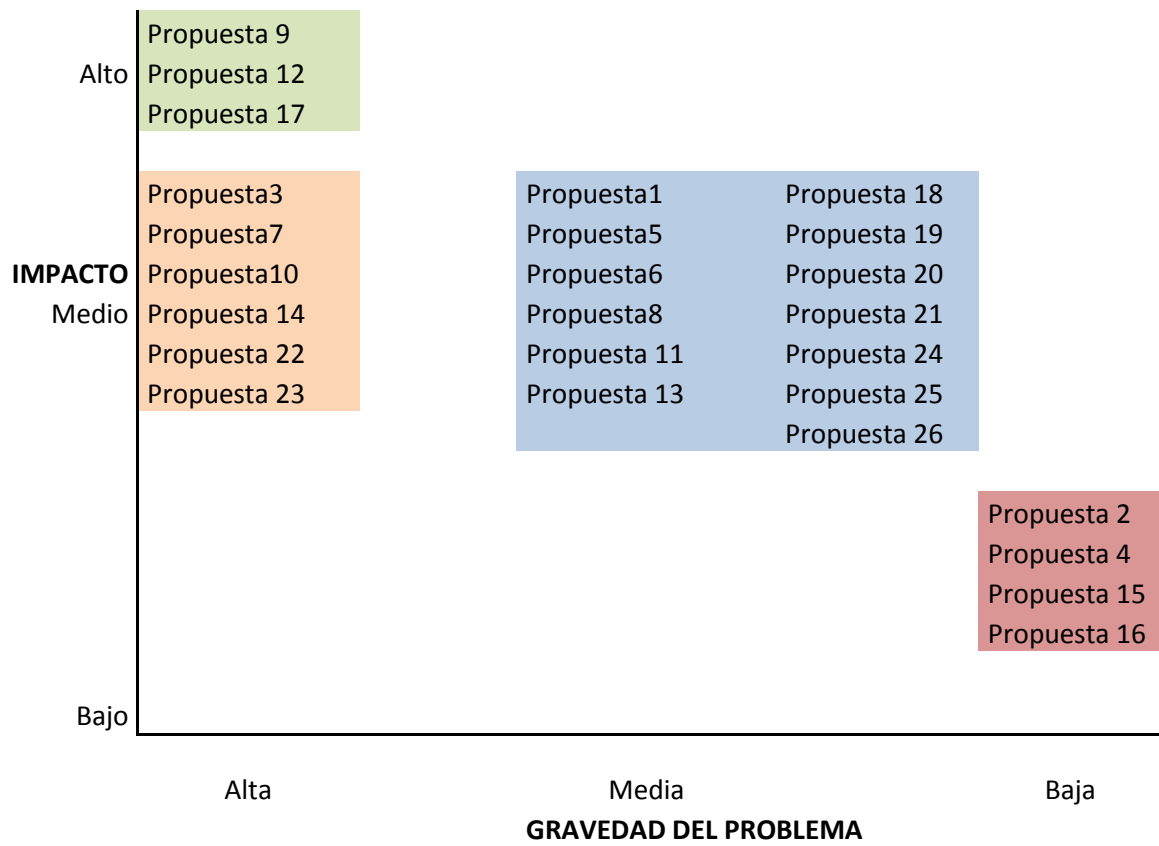 Propuesta 9
Alto Propuesta 12
Propuesta 17
Propuesta3 Propuesta1 Propuesta 18
Propuesta7 Propuesta5 Propuesta 19
IMPACTO Propuesta10 Propuesta6 Propuesta 20
Medio Propuesta 14 Propuesta8 Propuesta 21
Propuesta 22 Propuesta 11 Propuesta 24
Propuesta 23 Propuesta 13 Propuesta 25
Propuesta 26
Propuesta 2
Propuesta 4
Propuesta 15
Propuesta 16
Bajo
Alta Media Baja
GRAVEDAD DEL PROBLEMA